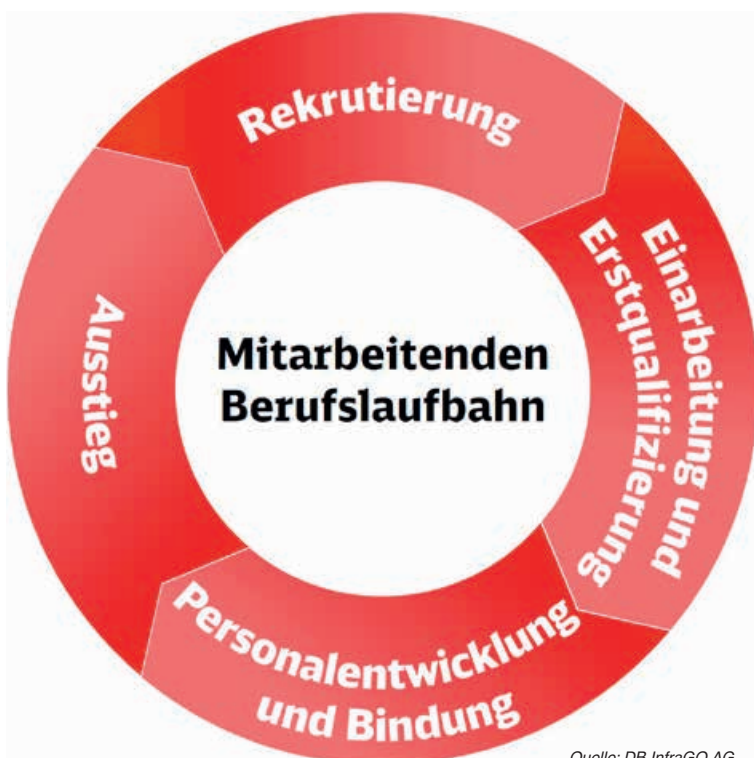 Rekrutierung
Einarbeitung und
Erstqualifizierung
Personalentwicklung
und Bindung
Ausstieg
Mitarbeitenden
Berufslaufbahn
Quelle: DB InfraGO AG